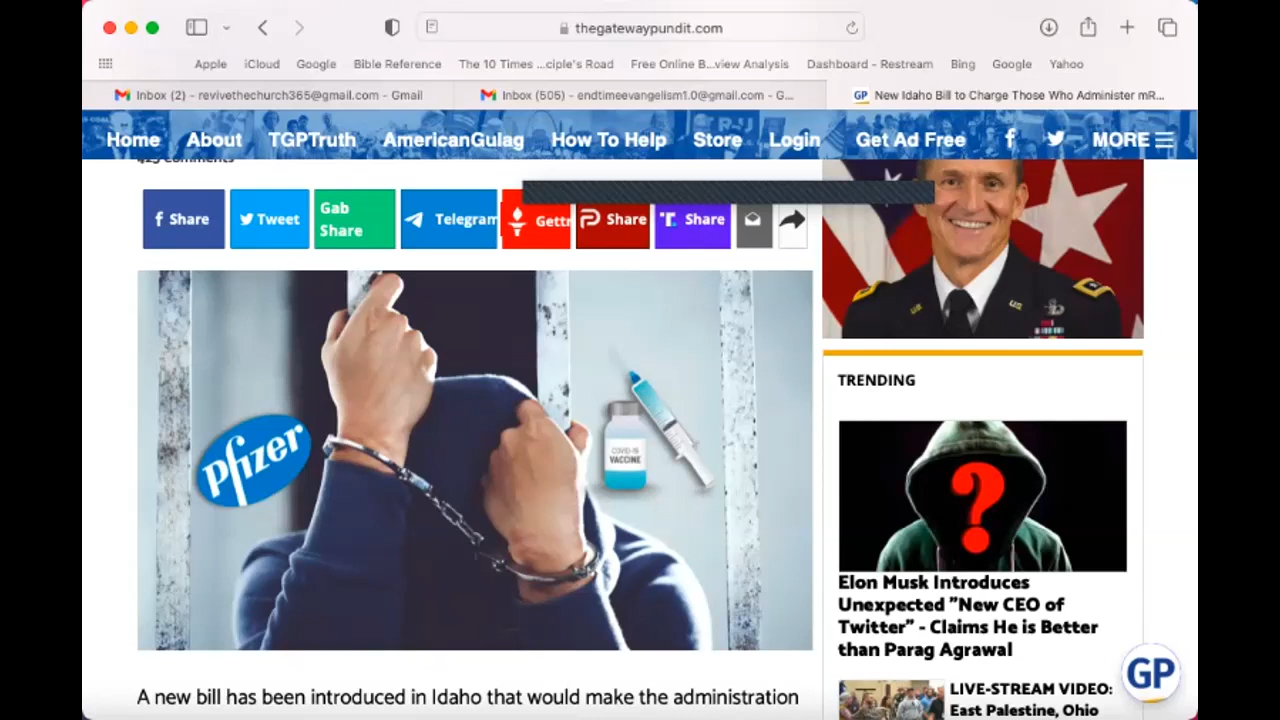 thegatewaypundit.com
Apple iCloud Google Bible Reference The 10 Times ...ciple's Road Free Online B...view Analysis Dashboard - Restream Bing Google Yahoo
Inbox (2) - revivethechurch365@gmail.com - Gmail
Inbox (505) - endtimeevangelism1.0@gmail.com - G...
GP New Idaho Bill to Charge Those Who Administer mR...
Home About TGPTruth AmericanGulag How To Help Store Login Get Ad Free f MORE
Comments
f Share
Tweet
Gab
Share
Telegram
Gettr
Share
T. Share
US US
pfizer
COVID-19
VACCINE
TRENDING
?
Elon Musk Introduces
Unexpected "New CEO of
Twitter" - Claims He is Better
than Parag Agrawal
GP
LIVE-STREAM VIDEO:
East Palestine, Ohio
A new bill has been introduced in Idaho that would make the administration